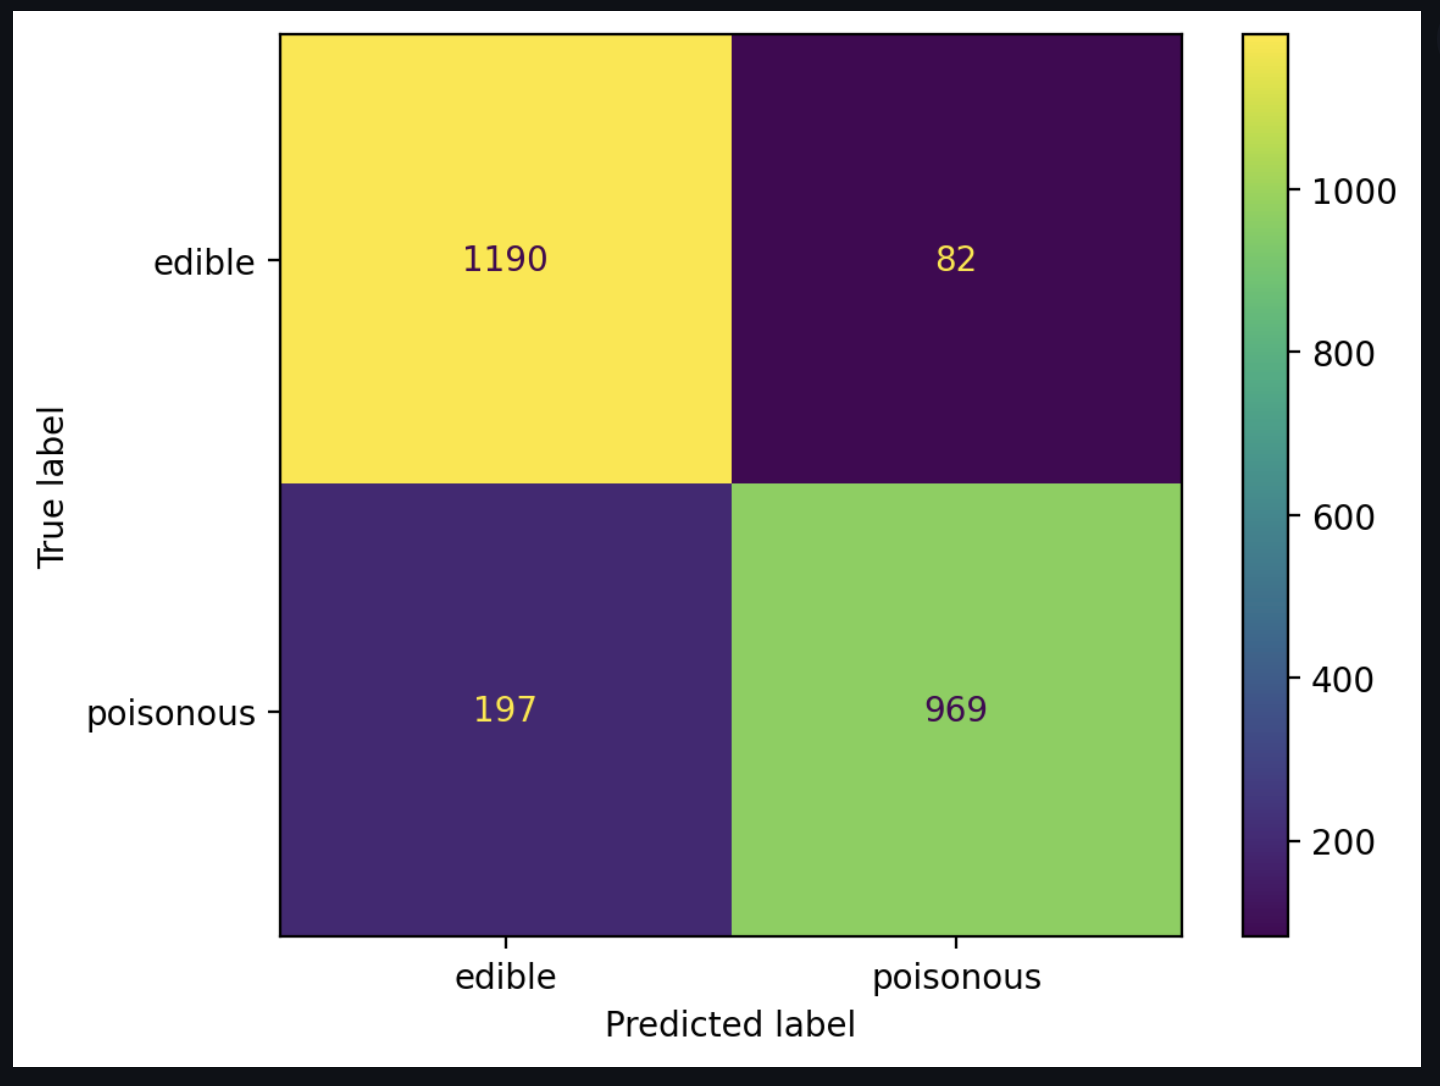 1000
edible
1190
82
800
True label
600
400
poisonous
197
969
200
edible
poisonous
Predicted label